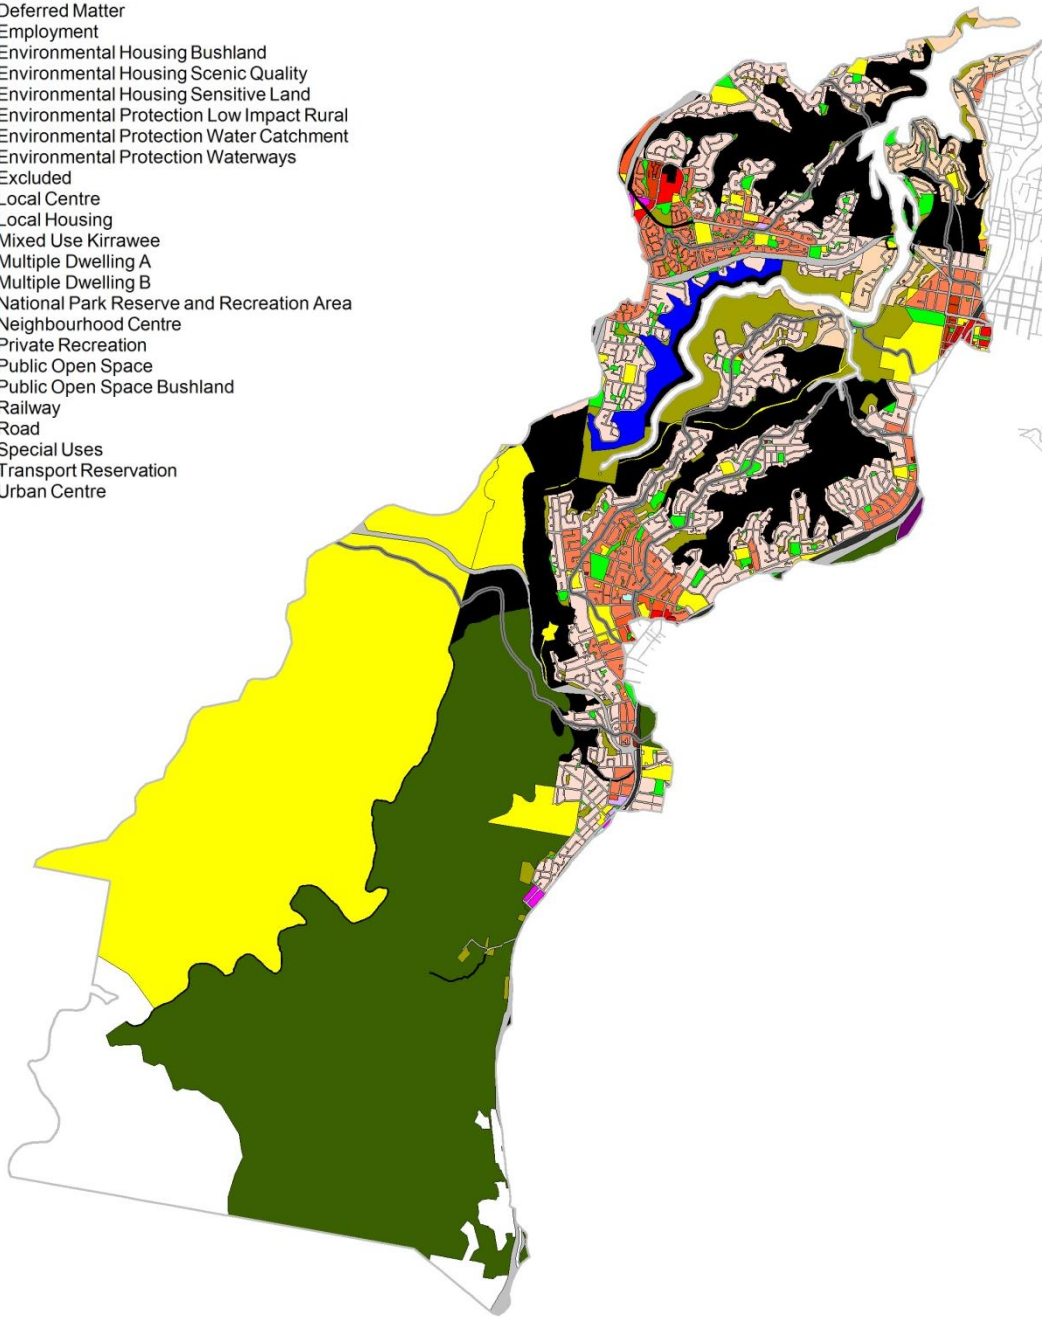 Deferred Matter
Employment
Environmental Housing Bushland
Environmental Housing Scenic Quality
Environmental Housing Sensitive Land
Environmental Protection Low Impact Rural
Environmental Protection Water Catchment
Environmental Protection Waterways
Excluded
Local Centre
Local Housing
Mixed Use Kirrawee
Multiple Dwelling A
Multiple Dwelling B
National Park Reserve and Recreation Area
Neighbourhood Centre
Private Recreation
Public Open Space
Public Open Space Bushland
Railway
Road
Special Uses
Transport Reservation
Urban Centre